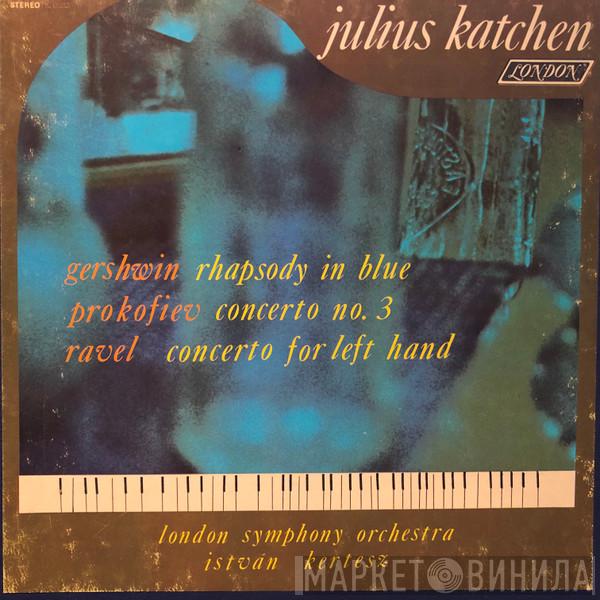 STEREO
julius katchen
LONDON
gershwin rhapsody in blue
prokofiev concerto no. 3
ravel concerto for left hand
london symphony orchestra
istván kertesz
МАРКЕТ ВИНИЛА